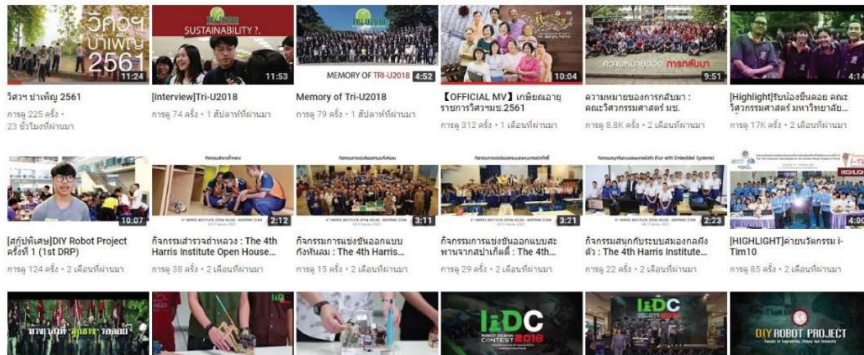 วิศวฯ
บำเพ็ญ
2561
11:24
TRI-U2018
SUSTAINABILITY ?.
11:53
MEMORY OF TRI-U2018
4:52
10:04
ความหมายของ การกลับมา
9:51
4:14
วิศวฯ บำเพ็ญ 2561
การดู 225 ครั้ง •
23 ชั่วโมงที่ผ่านมา
[Interview]Tri-U2018
การดู 74 ครั้ง • 1 สัปดาห์ที่ผ่านมา
Memory of Tri-U2018
การดู 79 ครั้ง • 1 สัปดาห์ที่ผ่านมา
【OFFICIAL MV】เกษียณอายุ
ราชการวิศวฯมช.2561
การดู 312 ครั้ง • 1 เดือนที่ผ่านมา
ความหมายของการกลับมา :
คณะวิศวกรรมศาสตร์ มช.
การดู 8.8K ครั้ง • 2 เดือนที่ผ่านมา
[Highlight]รับน้องขึ้นดอย คณะ
วิศวกรรมศาสตร์ มหาวิทยาลัย...
การดู 17K ครั้ง • 2 เดือนที่ผ่านมา
10:07
2:12
3:11
3:21
2:23
HIGHLIGHT
4:00
[สกู๊ปพิเศษ]DIY Robot Project
ครั้งที่ 1 (1st DRP)
การดู 124 ครั้ง • 2 เดือนที่ผ่านมา
กิจกรรมสำรวจถ้ำหลวง : The 4th
Harris Institute Open House...
การดู 38 ครั้ง • 2 เดือนที่ผ่านมา
กิจกรรมการแข่งขันออกแบบ
กังหันลม : The 4th Harris...
การดู 15 ครั้ง • 2 เดือนที่ผ่านมา
กิจกรรมการแข่งขันออกแบบสะ
พานจากสปาเก็ตตี้ : The 4th...
การดู 29 ครั้ง • 2 เดือนที่ผ่านมา
กิจกรรมสนุกกับระบบสมองกลฝัง
ตัว : The 4th Harris Institute...
การดู 22 ครั้ง • 2 เดือนที่ผ่านมา
[HIGHLIGHT]ค่ายนวัตกรรม i-
Tim10
การดู 85 ครั้ง • 2 เดือนที่ผ่านมา
RDC
ROBOT DESIGN
CONTEST 2018
DIY ROBOT PROJECT